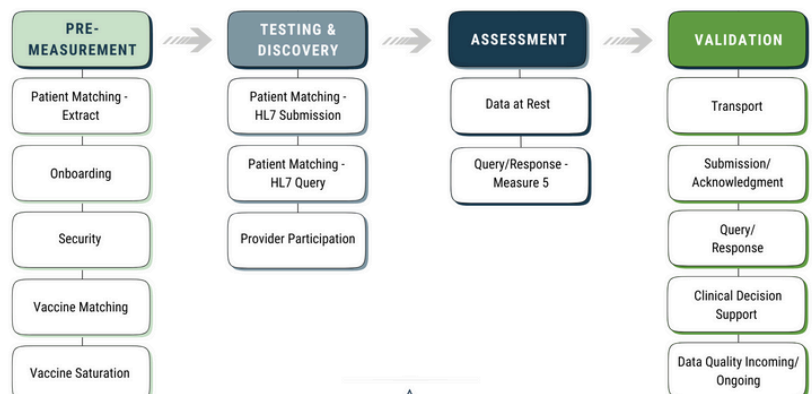 PRE-
MEASUREMENT
Patient Matching -
Extract
Onboarding
Security
Vaccine Matching
Vaccine Saturation
TESTING &
DISCOVERY
Patient Matching -
HL7 Submission
Patient Matching -
HL7 Query
Provider Participation
ASSESSMENT
Data at Rest
Query/Response -
Measure 5
VALIDATION
Transport
Submission/
Acknowledgment
Query/
Response
Clinical Decision
Support
Data Quality Incoming/
Ongoing